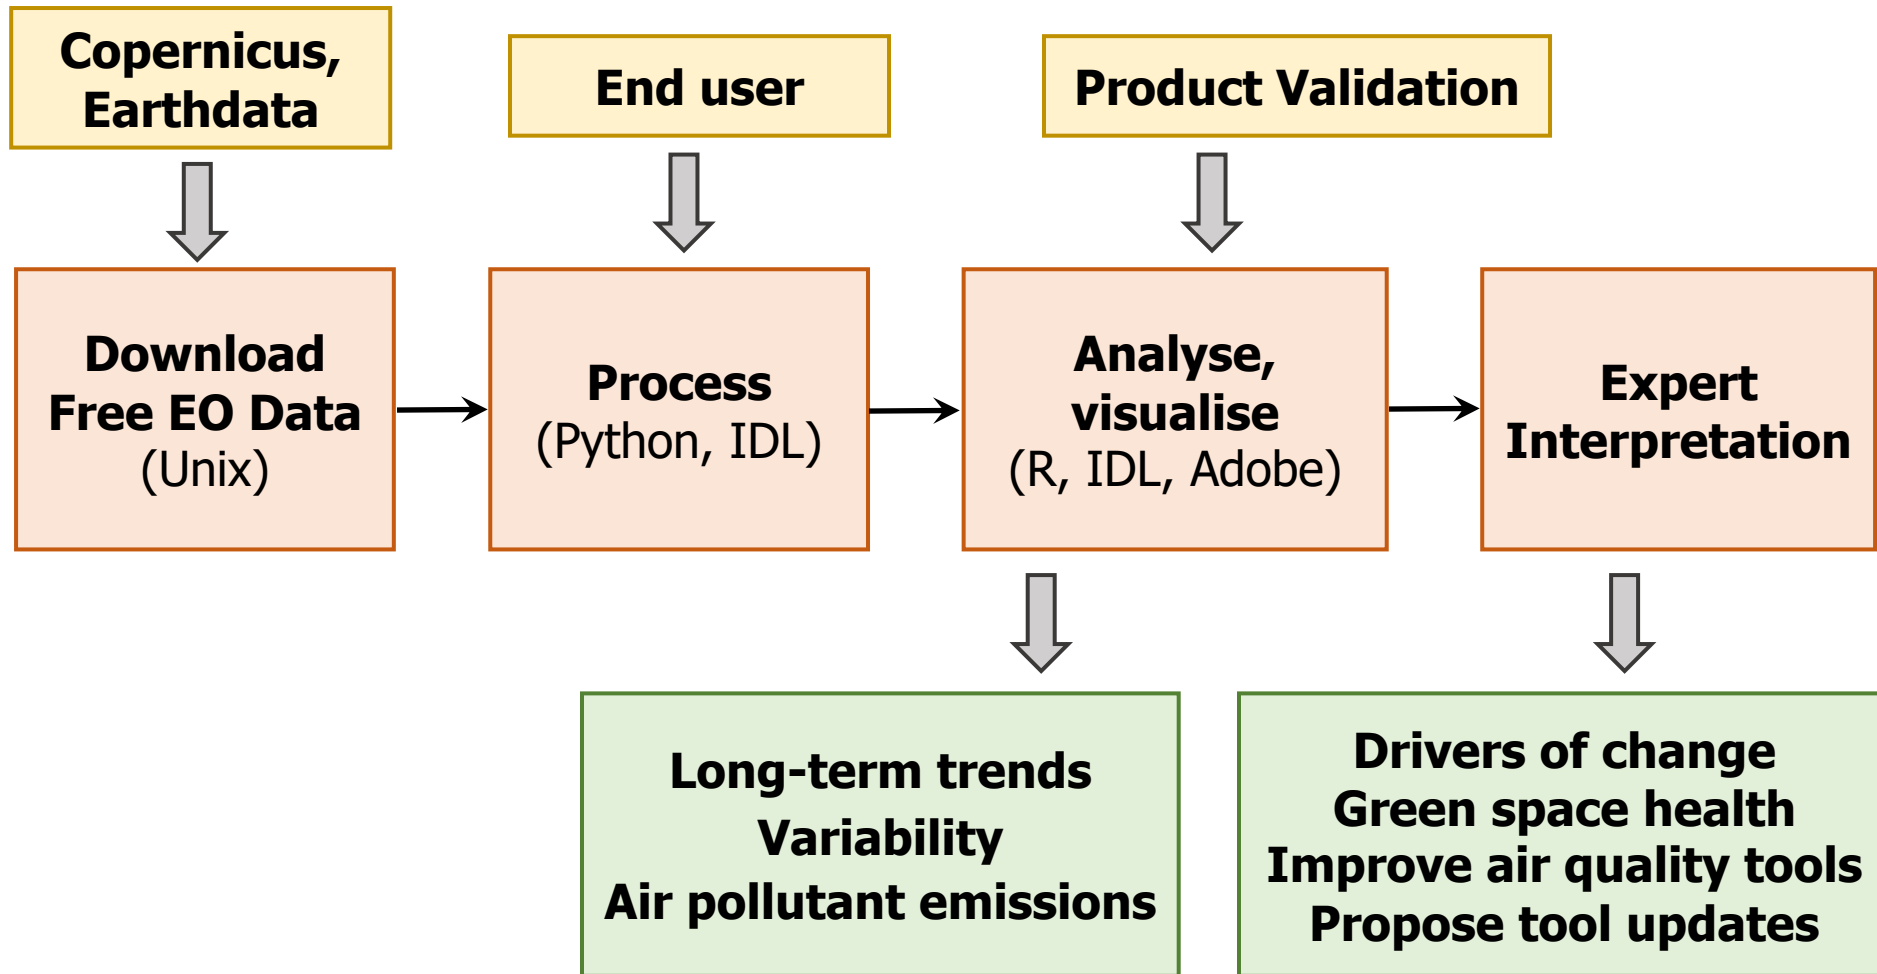 Copernicus,
Earthdata
End user
Product Validation
Download
Free EO Data
(Unix)
Process
(Python, IDL)
Analyse,
visualise
(R, IDL, Adobe)
Expert
Interpretation
Long-term trends
Variability
Air pollutant emissions
Drivers of change
Green space health
Improve air quality tools
Propose tool updates